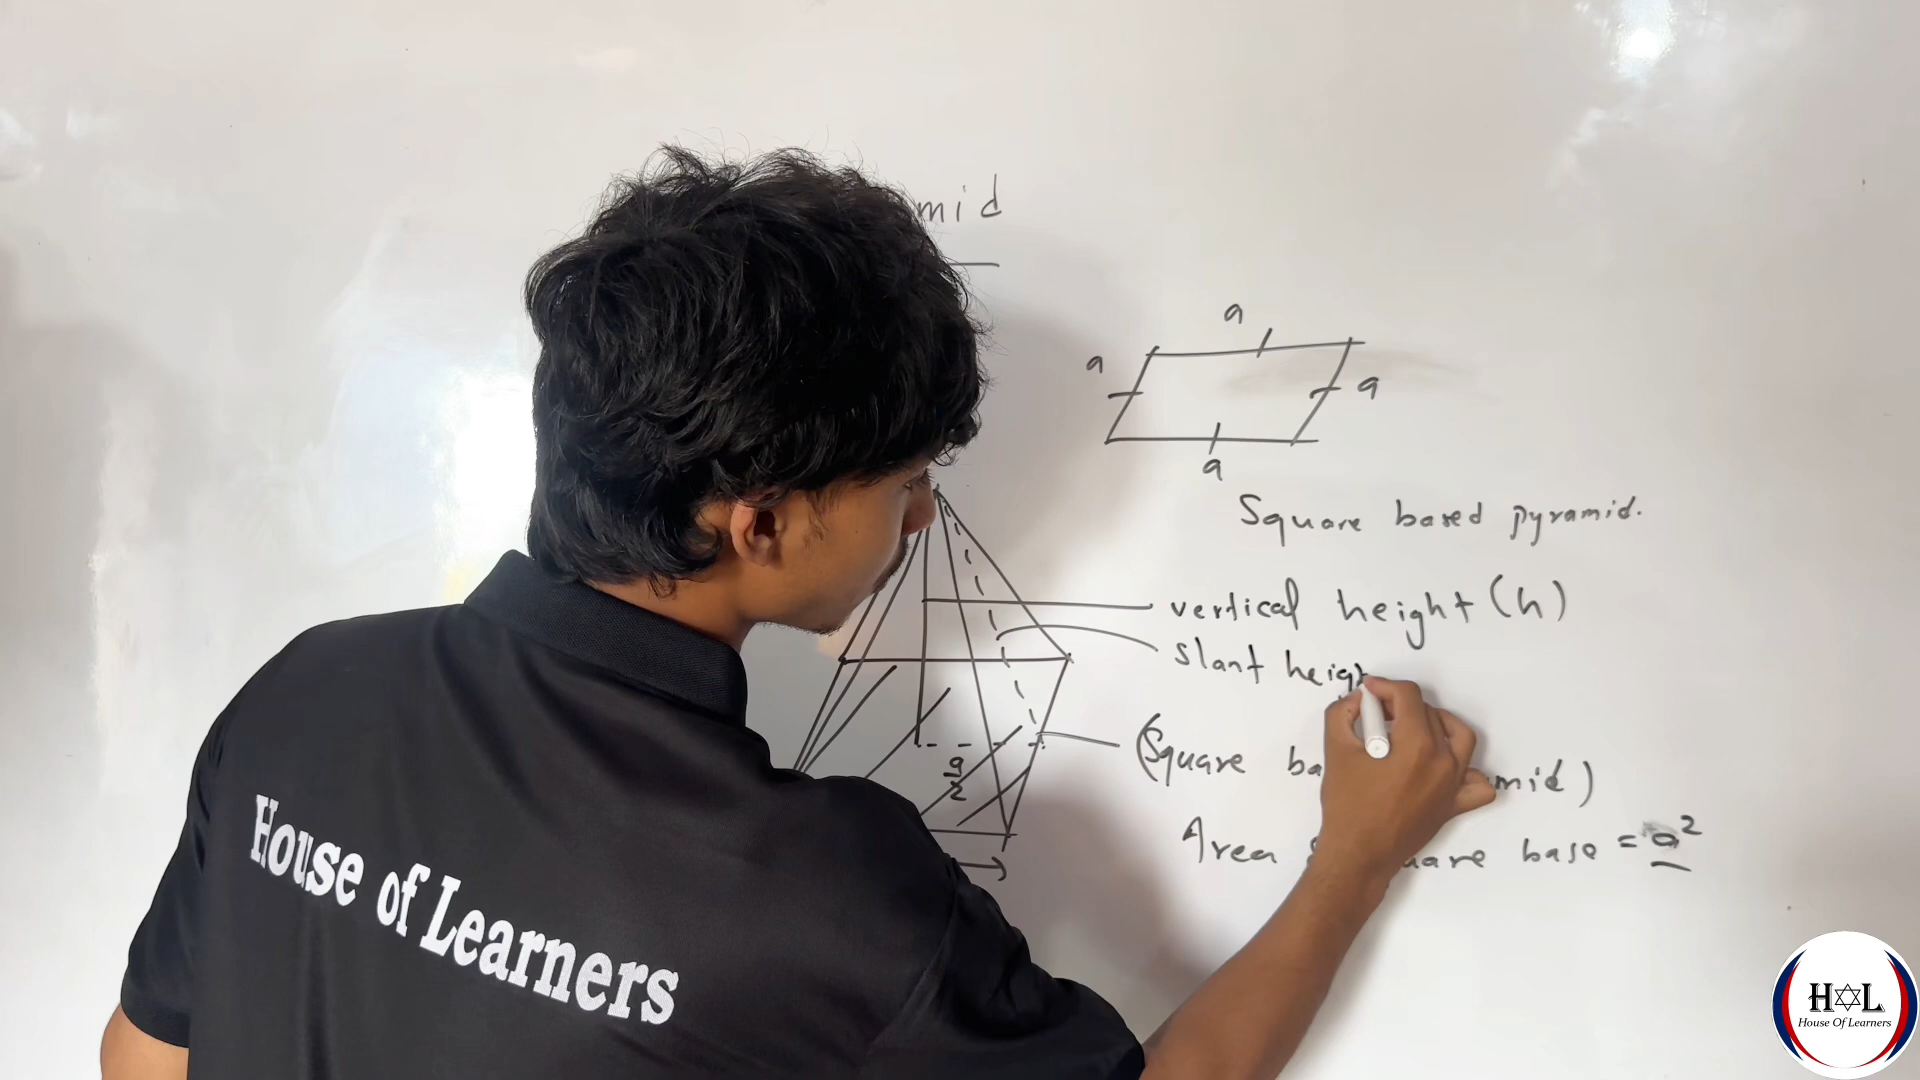 mid
a
a
a
a
Square based pyramid.
vertical height (h)
slant heig
(Square ba mid)
a/2
Area uare base = a²
House of Learners
H L
House Of Learners